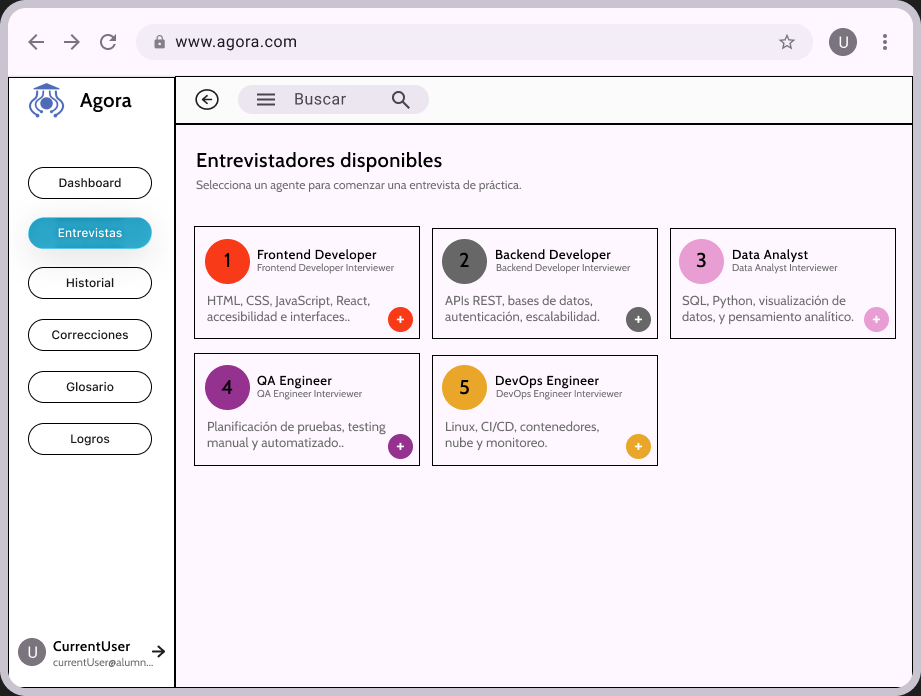 www.agora.com
U
Agora
Buscar
Dashboard
Entrevistas
Historial
Correcciones
Glosario
Logros
U
CurrentUser
currentUser@alumn...
Entrevistadores disponibles
Selecciona un agente para comenzar una entrevista de práctica.
1
Frontend Developer
Frontend Developer Interviewer
HTML, CSS, JavaScript, React,
accesibilidad e interfaces..
+
2
Backend Developer
Backend Developer Interviewer
APIs REST, bases de datos,
autenticación, escalabilidad.
+
3
Data Analyst
Data Analyst Interviewer
SQL, Python, visualización de
datos, y pensamiento analítico.
+
4
QA Engineer
QA Engineer Interviewer
Planificación de pruebas, testing
manual y automatizado..
+
5
DevOps Engineer
DevOps Engineer Interviewer
Linux, CI/CD, contenedores,
nube y monitoreo.
+